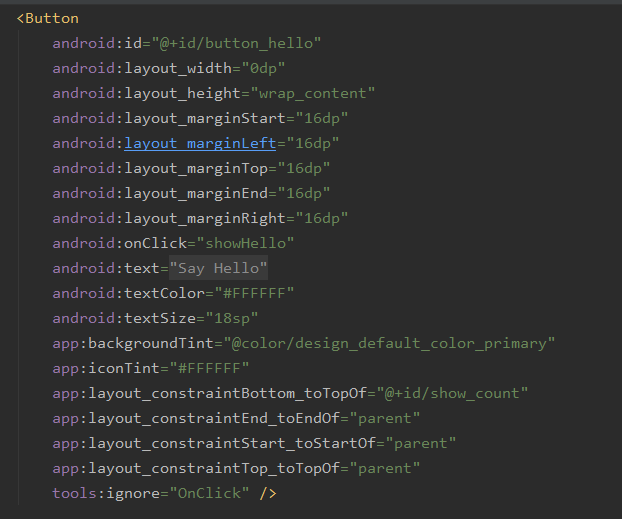 <Button
android:id="@+id/button_hello"
android:layout_width="0dp"
android:layout_height="wrap_content"
android:layout_marginStart="16dp"
android:layout_marginLeft="16dp"
android:layout_marginTop="16dp"
android:layout_marginEnd="16dp"
android:layout_marginRight="16dp"
android:onClick="showHello"
android:text="Say Hello"
android:textColor="#FFFFFF"
android:textSize="18sp"
app:backgroundTint="@color/design_default_color_primary"
app:iconTint="#FFFFFF"
app:layout_constraintBottom_toTopOf="@+id/show_count"
app:layout_constraintEnd_toEndOf="parent"
app:layout_constraintStart_toStartOf="parent"
app:layout_constraintTop_toTopOf="parent"
tools:ignore="OnClick" />